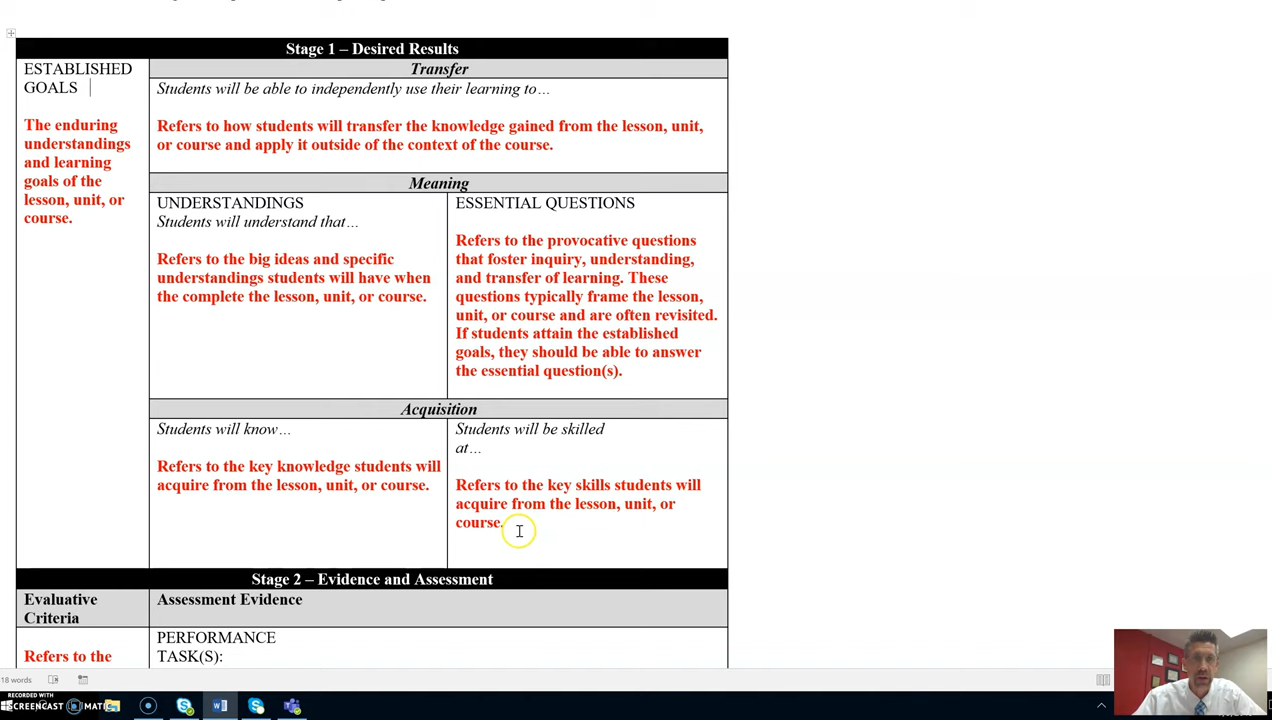 Stage 1 – Desired Results
ESTABLISHED
GOALS
The enduring
understandings
and learning
goals of the
lesson, unit, or
course.
Transfer
Students will be able to independently use their learning to…
Refers to how students will transfer the knowledge gained from the lesson, unit,
or course and apply it outside of the context of the course.
Meaning
UNDERSTANDINGS
Students will understand that…
Refers to the big ideas and specific
understandings students will have when
the complete the lesson, unit, or course.
ESSENTIAL QUESTIONS
Refers to the provocative questions
that foster inquiry, understanding,
and transfer of learning. These
questions typically frame the lesson,
unit, or course and are often revisited.
If students attain the established
goals, they should be able to answer
the essential question(s).
Acquisition
Students will know…
Refers to the key knowledge students will
acquire from the lesson, unit, or course.
Students will be skilled
at…
Refers to the key skills students will
acquire from the lesson, unit, or
course.
Stage 2 – Evidence and Assessment
Evaluative
Criteria
Assessment Evidence
Refers to the
PERFORMANCE
TASK(S):
18 words
RECORDED WITH
SCREENCAST MATIC